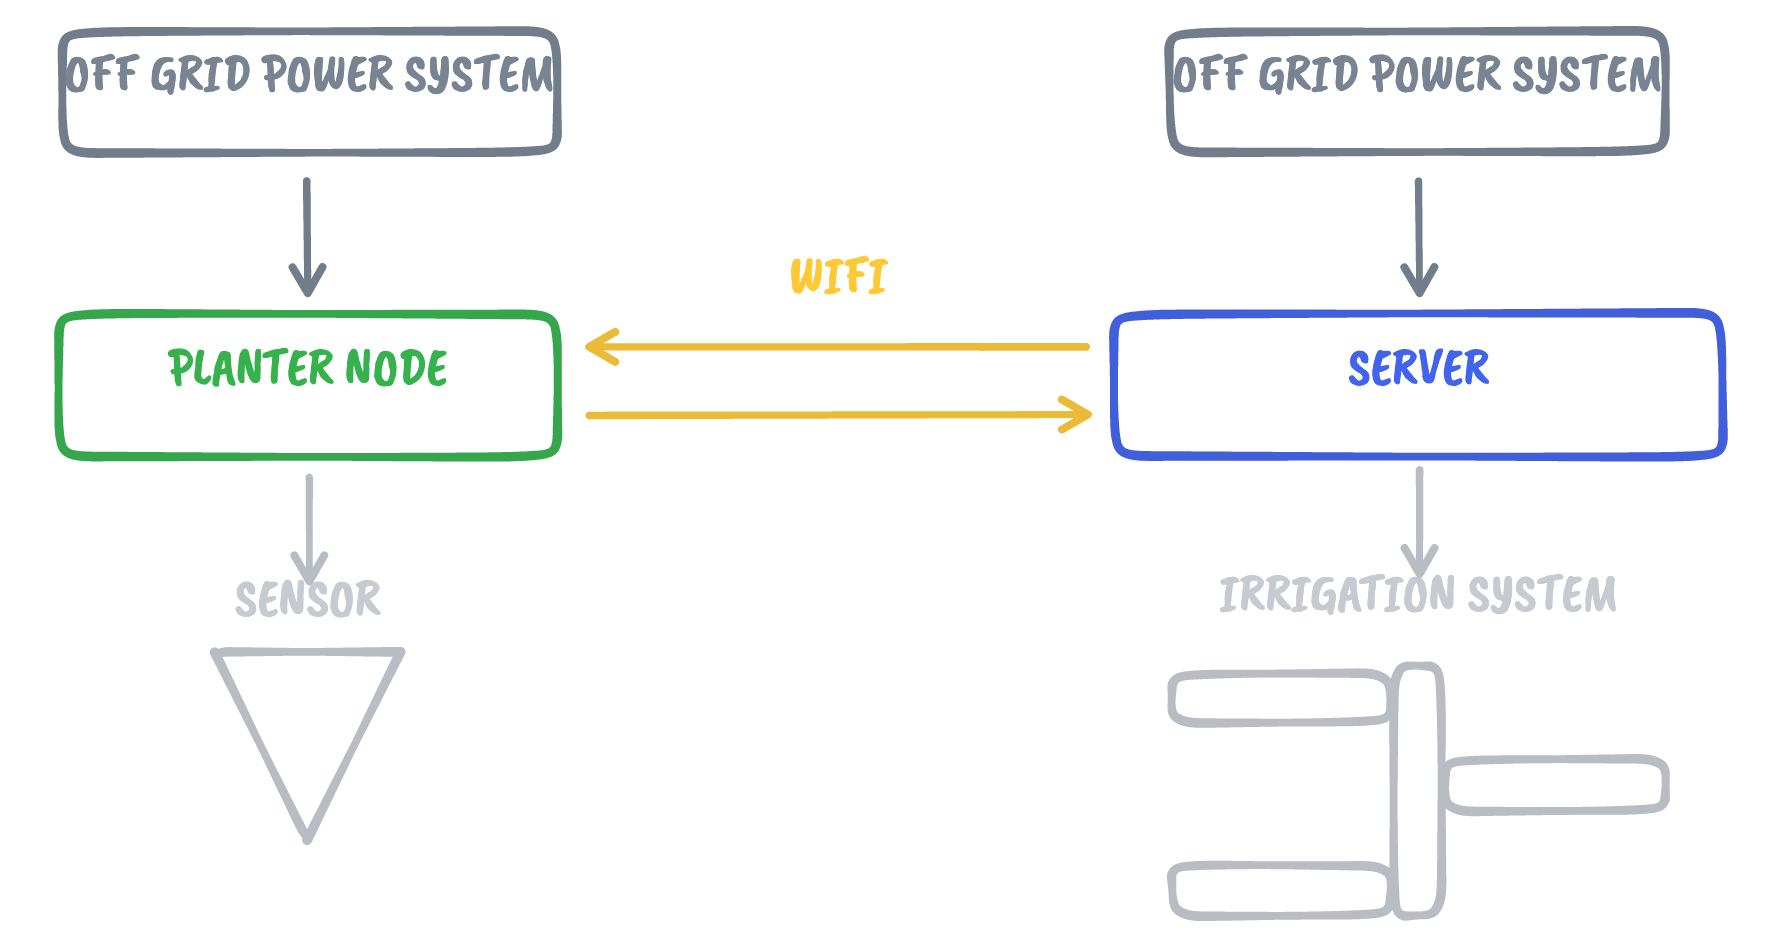 OFF GRID POWER SYSTEM
OFF GRID POWER SYSTEM
WIFI
PLANTER NODE
SERVER
SENSOR
IRRIGATION SYSTEM